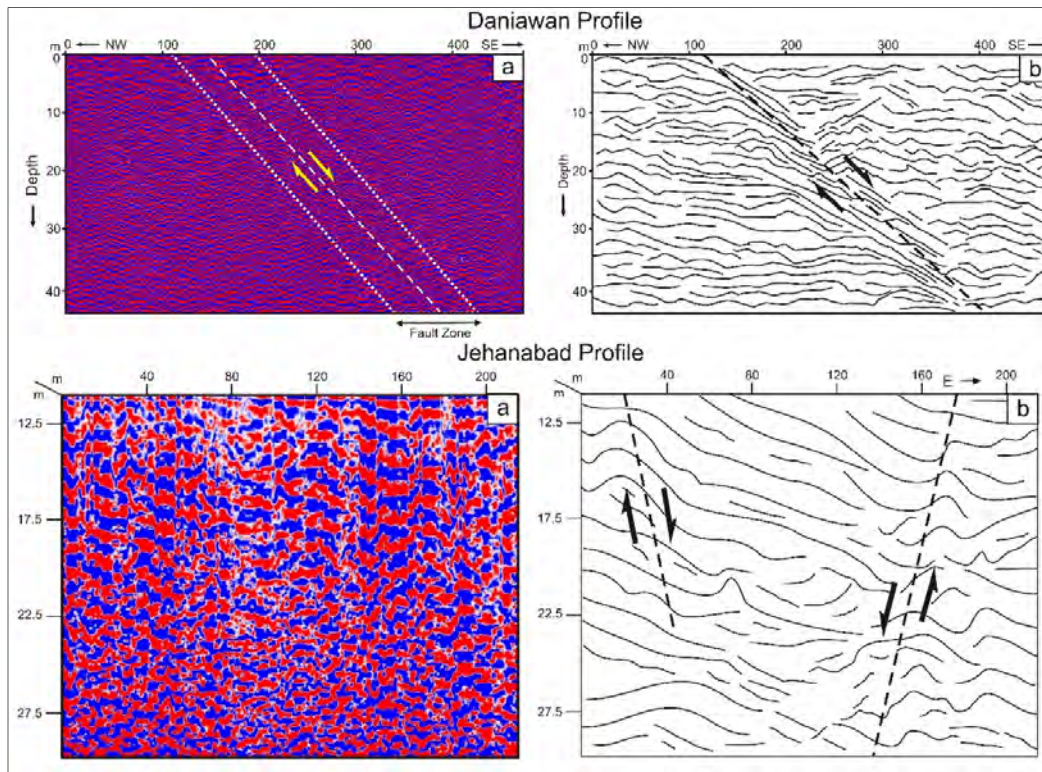 Daniawan Profile
m 0 ← NW 100 200 300 400 SE →
0
10
20
30
40
← Depth
a
Fault Zone
m 0 ← NW 100 200 300 400 SE →
0
10
20
30
40
← Depth
b
Jehanabad Profile
m 40 80 120 160 200
12.5
17.5
22.5
27.5
a
m 40 80 120 160 E → 200
12.5
17.5
22.5
27.5
b